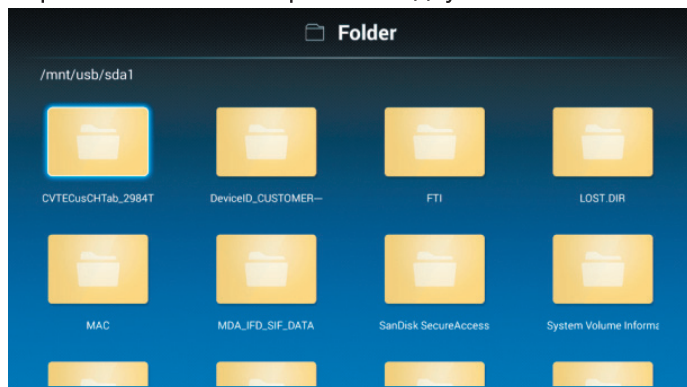 Folder
/mnt/usb/sda1
CVTECusCHTab_2984T DeviceID_CUSTOMER— FTI LOST.DIR
MAC MDA_IFD_SIF_DATA SanDisk SecureAccess System Volume Informa